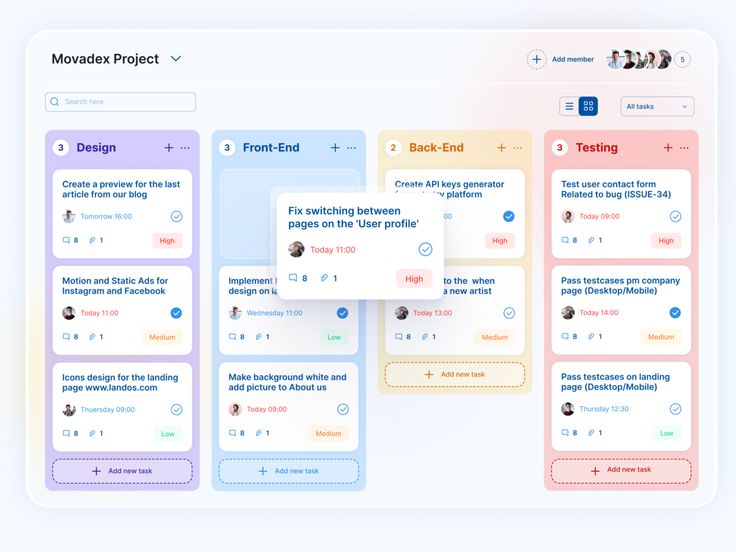 Movadex Project
Add member
5
Search here
All tasks
3 Design
Create a preview for the last
article from our blog
Tomorrow 16:00
8 1 High
Motion and Static Ads for
Instagram and Facebook
Today 11:00
8 1 Medium
Icons design for the landing
page www.landos.com
Thuersday 09:00
8 1 Low
Add new task
3 Front-End
Fix switching between
pages on the 'User profile'
Today 11:00
8 1 High
Implement
design on
Wednesday 11:00
8 1 Low
Make background white and
add picture to About us
Today 09:00
8 1 Medium
Add new task
2 Back-End
Create API keys generator
platform
:00
High
to the when
a new artist
Today 13:00
8 1 Medium
Add new task
3 Testing
Test user contact form
Related to bug (ISSUE-34)
Today 09:00
8 1 High
Pass testcases pm company
page (Desktop/Mobile)
Today 14:00
8 1 Medium
Pass testcases on landing
page (Desktop/Mobile)
Thursday 12:30
8 1 Low
Add new task